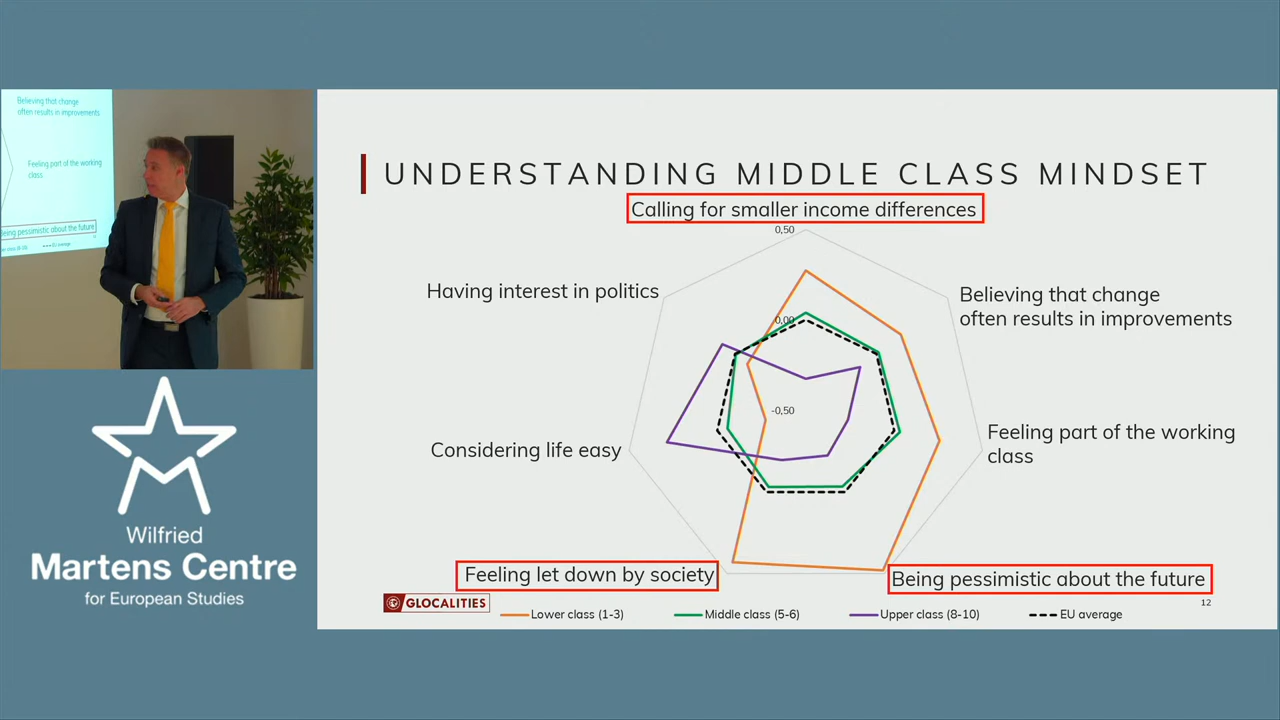 Believing that change
often results in improvements
Feeling part of the working
class
Being pessimistic about the future
EU average
Wilfried
Martens Centre
for European Studies
UNDERSTANDING MIDDLE CLASS MINDSET
Calling for smaller income differences
0,50
Having interest in politics
Believing that change
often results in improvements
0,00
-0,50
Considering life easy
Feeling part of the working
class
Feeling let down by society
Being pessimistic about the future
GLOCALITIES
12
Lower class (1-3)
Middle class (5-6)
Upper class (8-10)
EU average